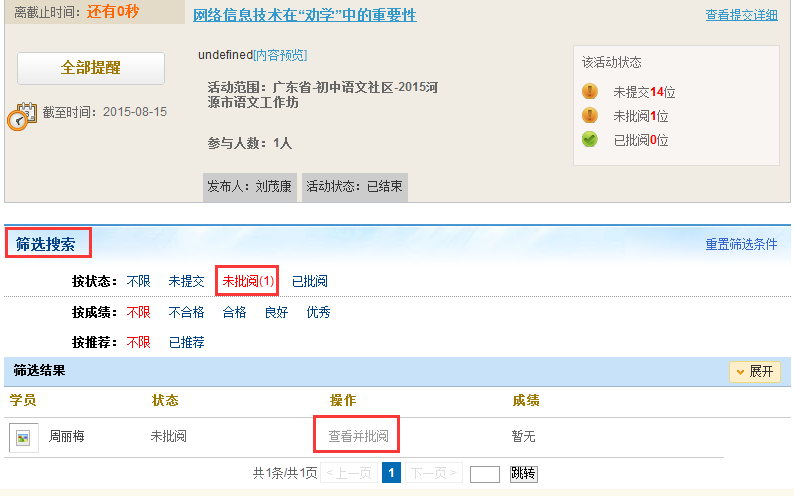 离截止时间：还有0秒
网络信息技术在“劝学”中的重要性
查看提交详细
全部提醒
截至时间：2015-08-15
undefined[内容预览]
活动范围：广东省-初中语文社区-2015河
源市语文工作坊
参与人数：1人
发布人：刘茂康
活动状态：已结束
该活动状态
未提交14位
未批阅1位
已批阅0位
筛选搜索
重置筛选条件
按状态： 不限 未提交 未批阅(1) 已批阅
按成绩： 不限 不合格 合格 良好 优秀
按推荐： 不限 已推荐
筛选结果
展开
学员 状态 操作 成绩
周丽梅 未批阅 查看并批阅 暂无
共1条/共1页 < 上一页 1 下一页 > 跳转